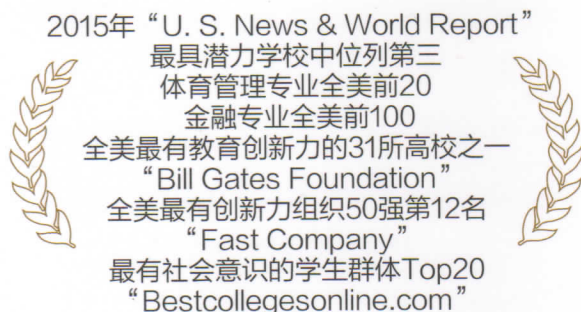 2015年 “U. S. News & World Report”
最具潜力学校中位列第三
体育管理专业全美前20
金融专业全美前100
全美最有教育创新力的31所高校之一
“Bill Gates Foundation”
全美最有创新力组织50强第12名
“Fast Company”
最有社会意识的学生群体Top20
“Bestcollegesonline.com”